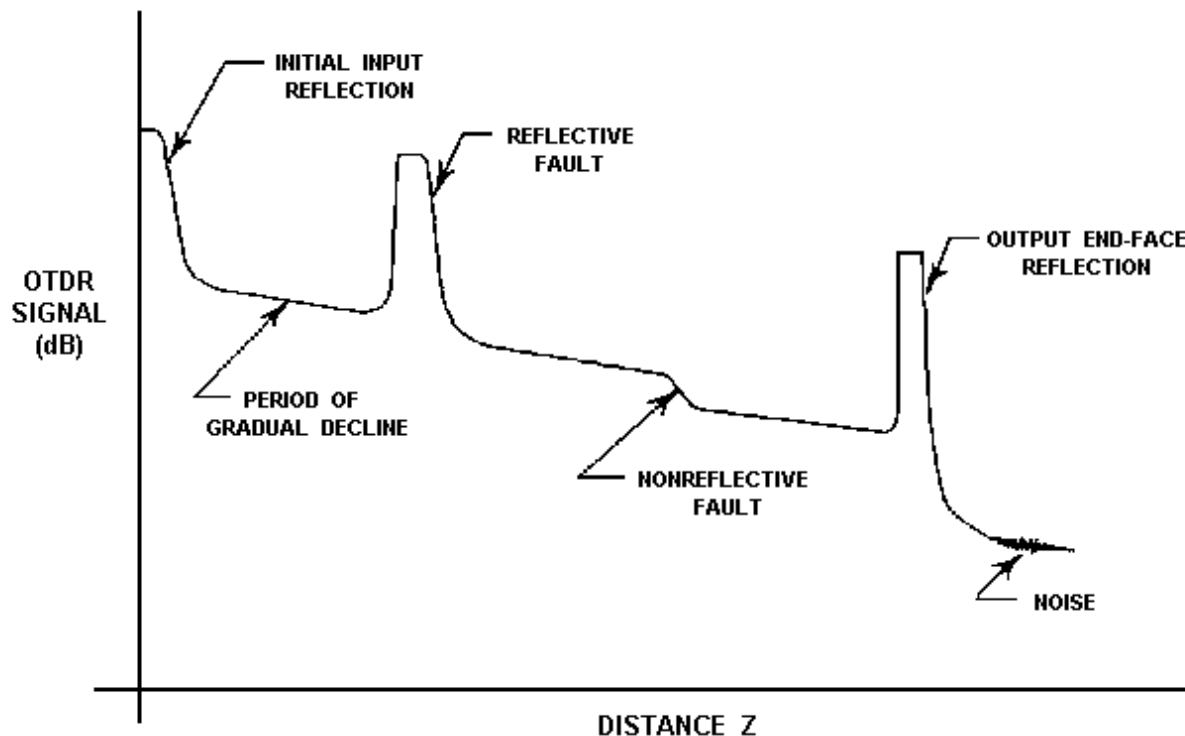 INITIAL INPUT
REFLECTION
REFLECTIVE
FAULT
OUTPUT END-FACE
REFLECTION
OTDR
SIGNAL
(dB)
PERIOD OF
GRADUAL DECLINE
NONREFLECTIVE
FAULT
NOISE
DISTANCE Z